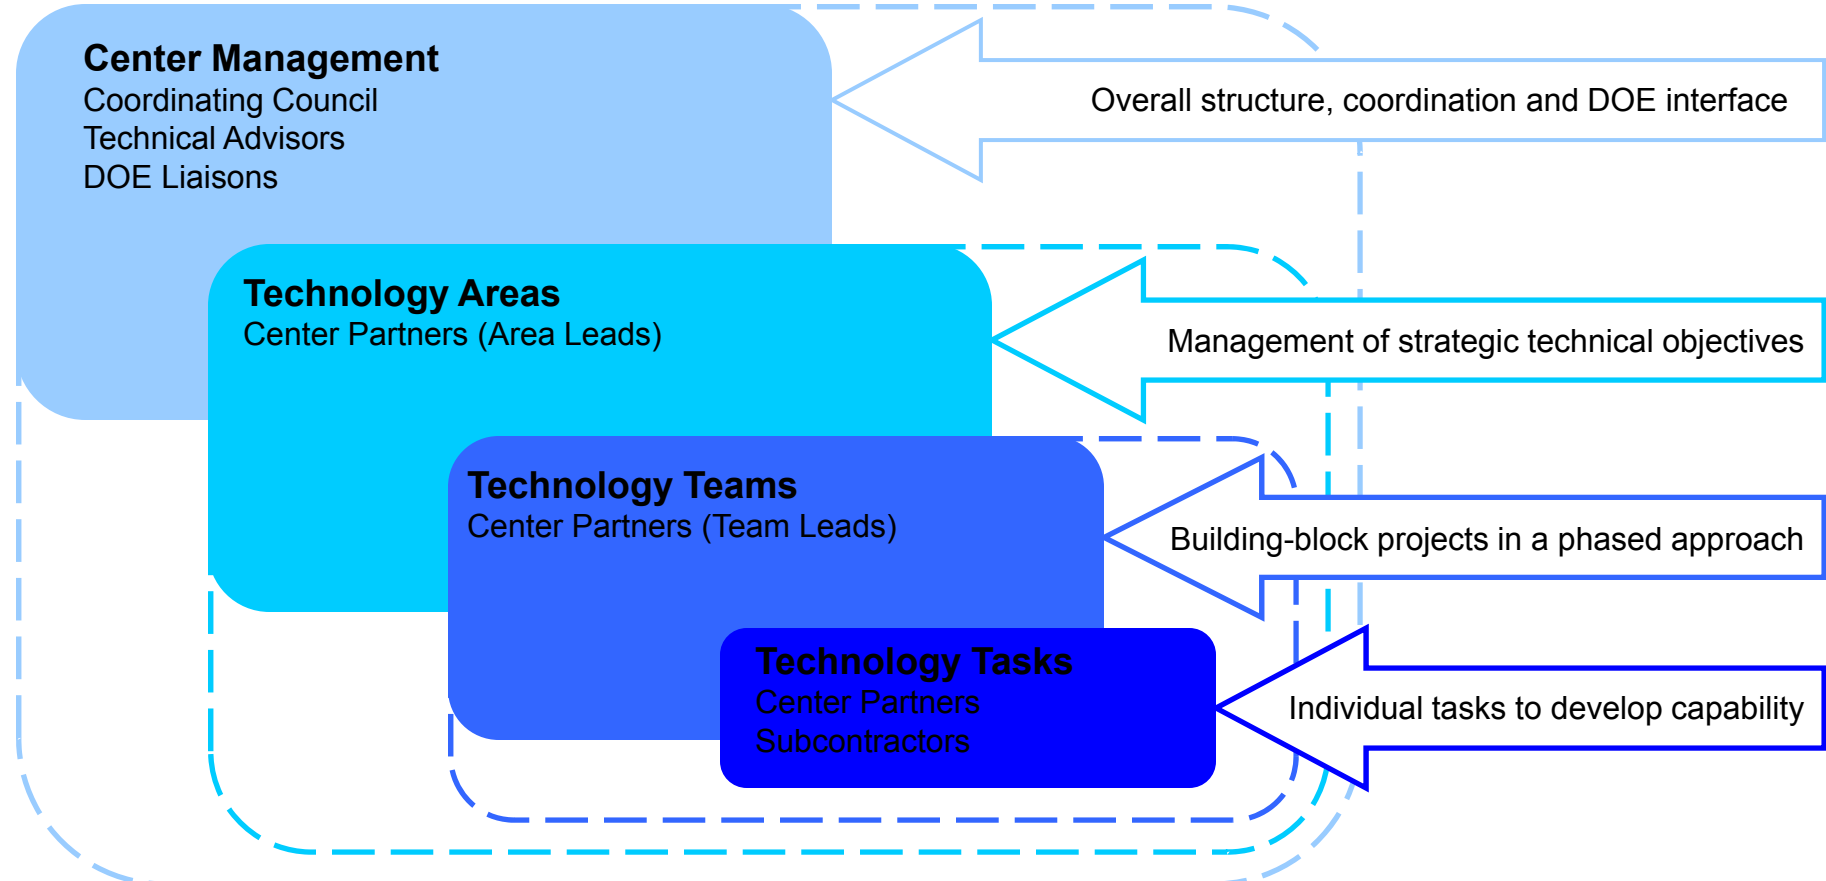 Center Management
Coordinating Council
Technical Advisors
DOE Liaisons
Overall structure, coordination and DOE interface
Technology Areas
Center Partners (Area Leads)
Management of strategic technical objectives
Technology Teams
Center Partners (Team Leads)
Building-block projects in a phased approach
Technology Tasks
Center Partners
Subcontractors
Individual tasks to develop capability